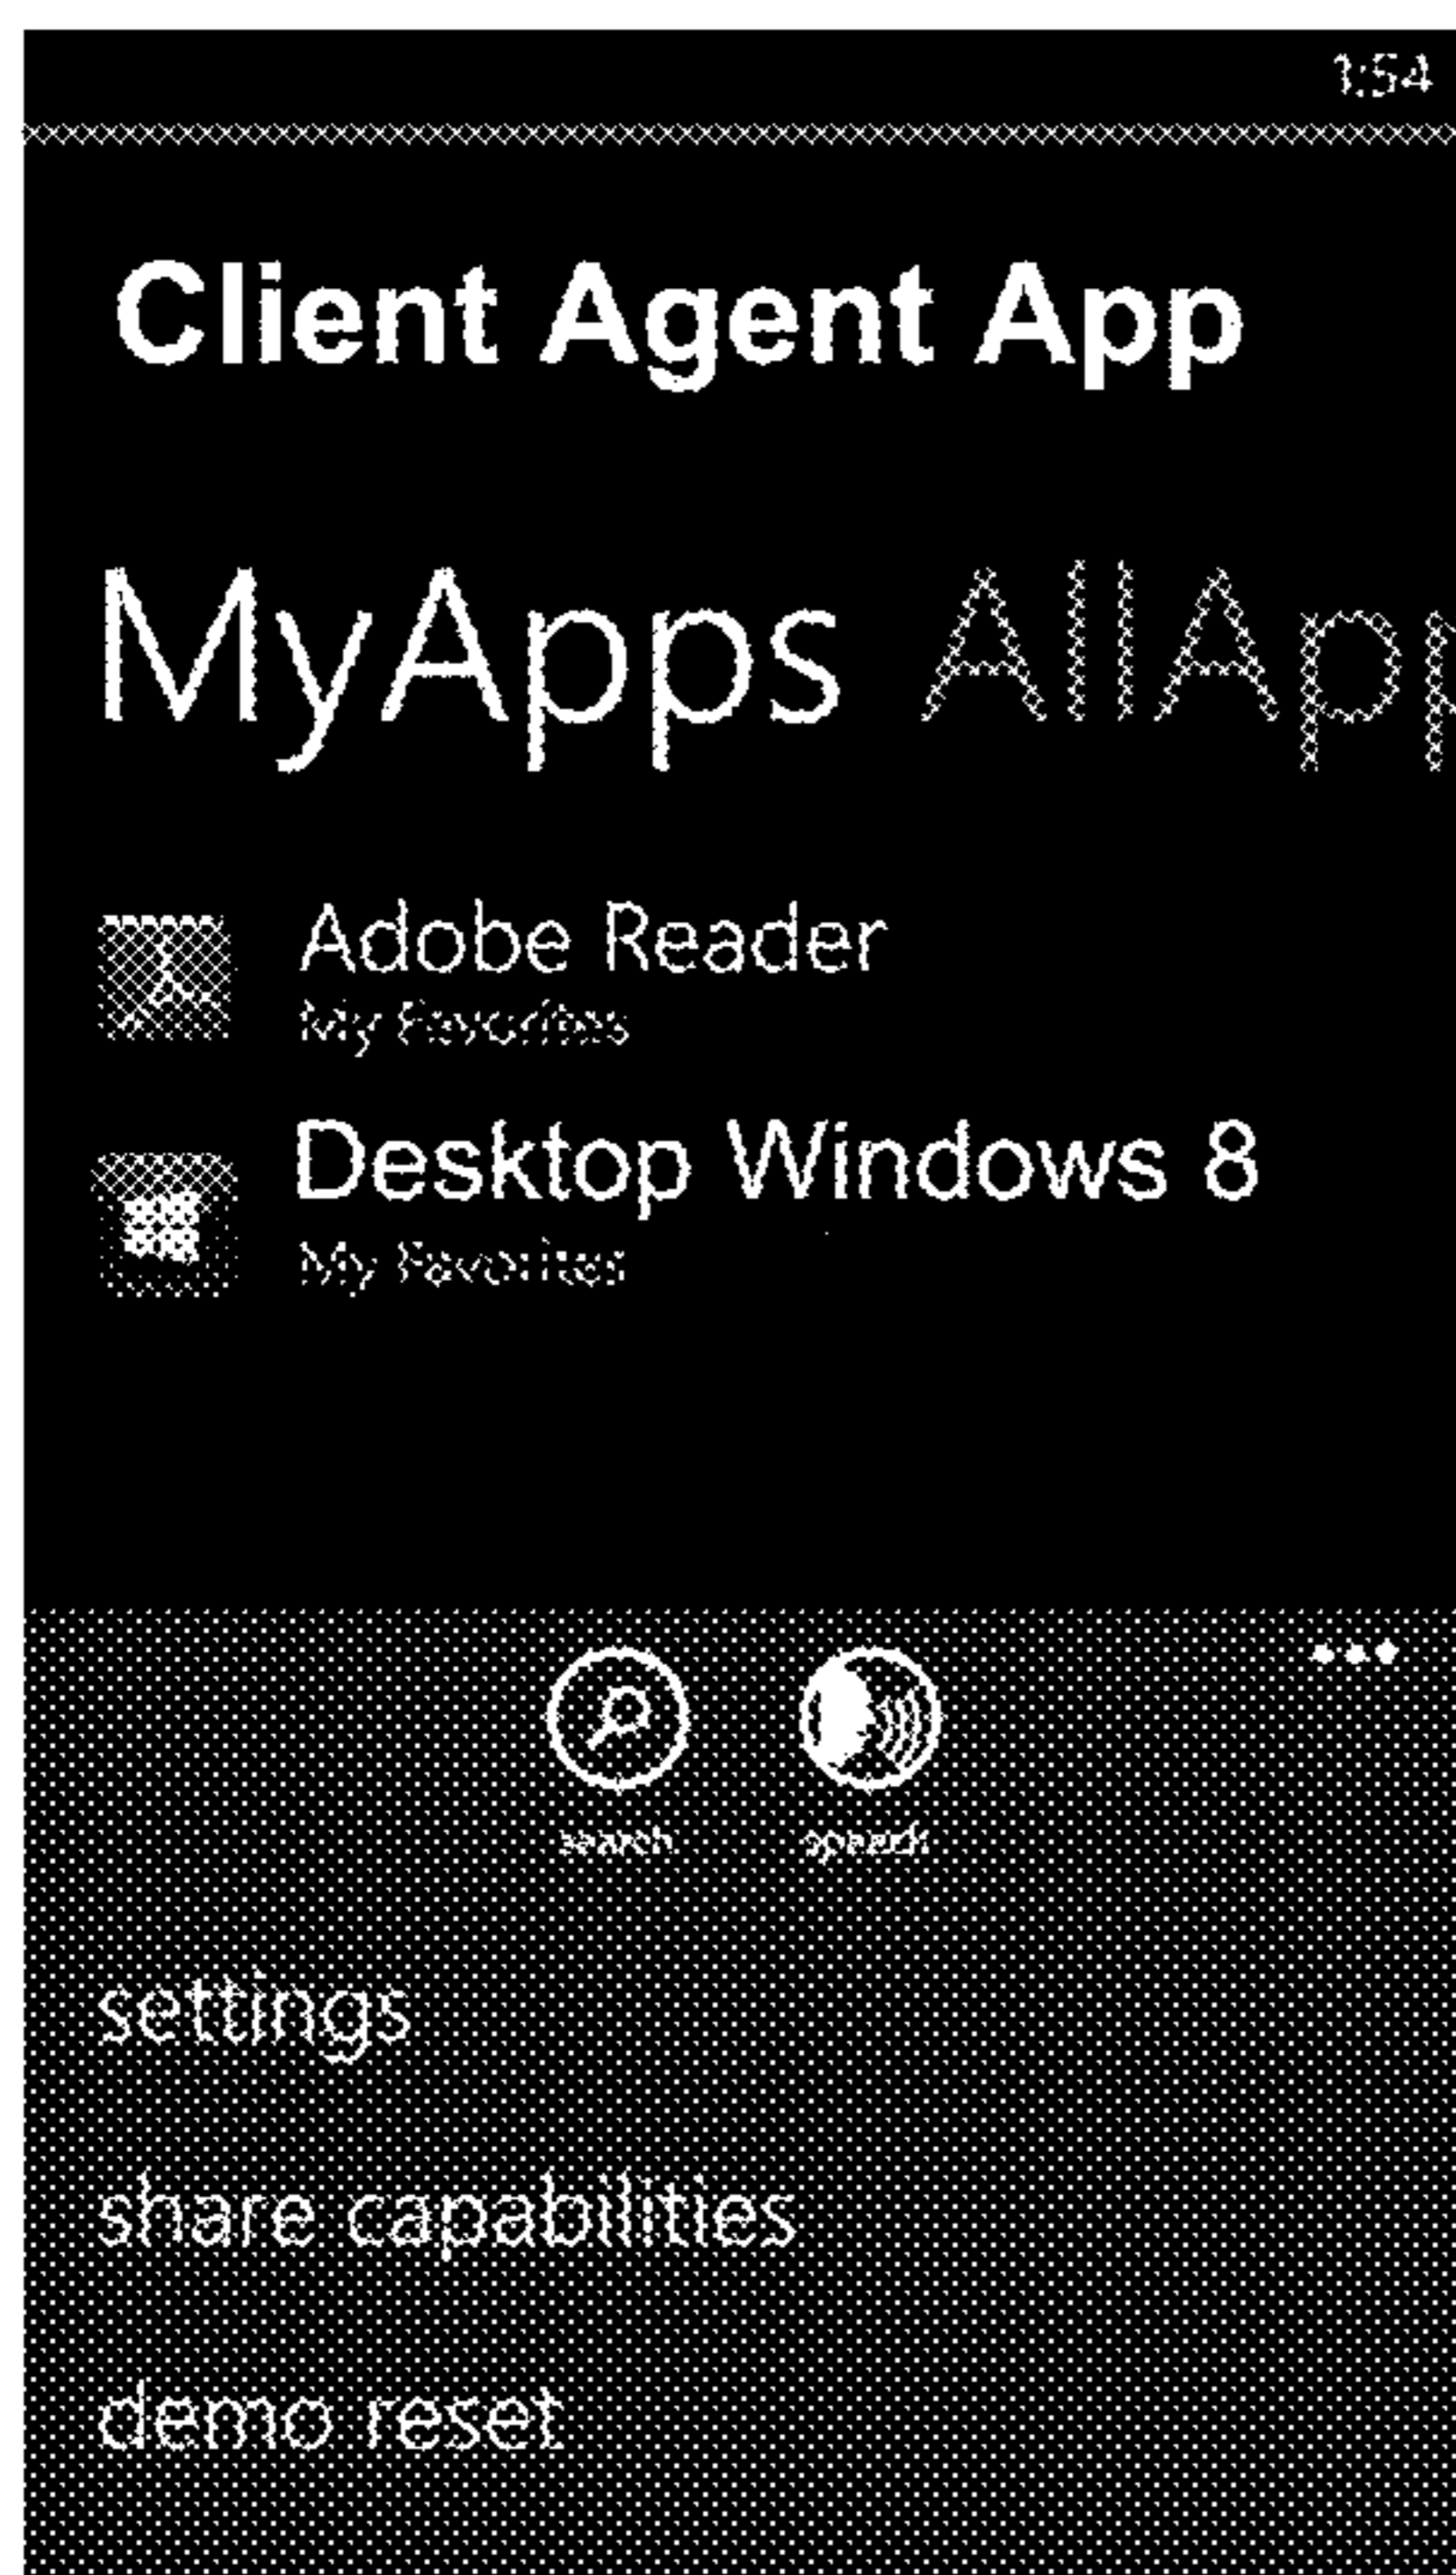 1:54
Client Agent App
MyApps AllApp
Adobe Reader
My Favorites
Desktop Windows 8
My Favorites
search speech
settings
share capabilities
demo reset